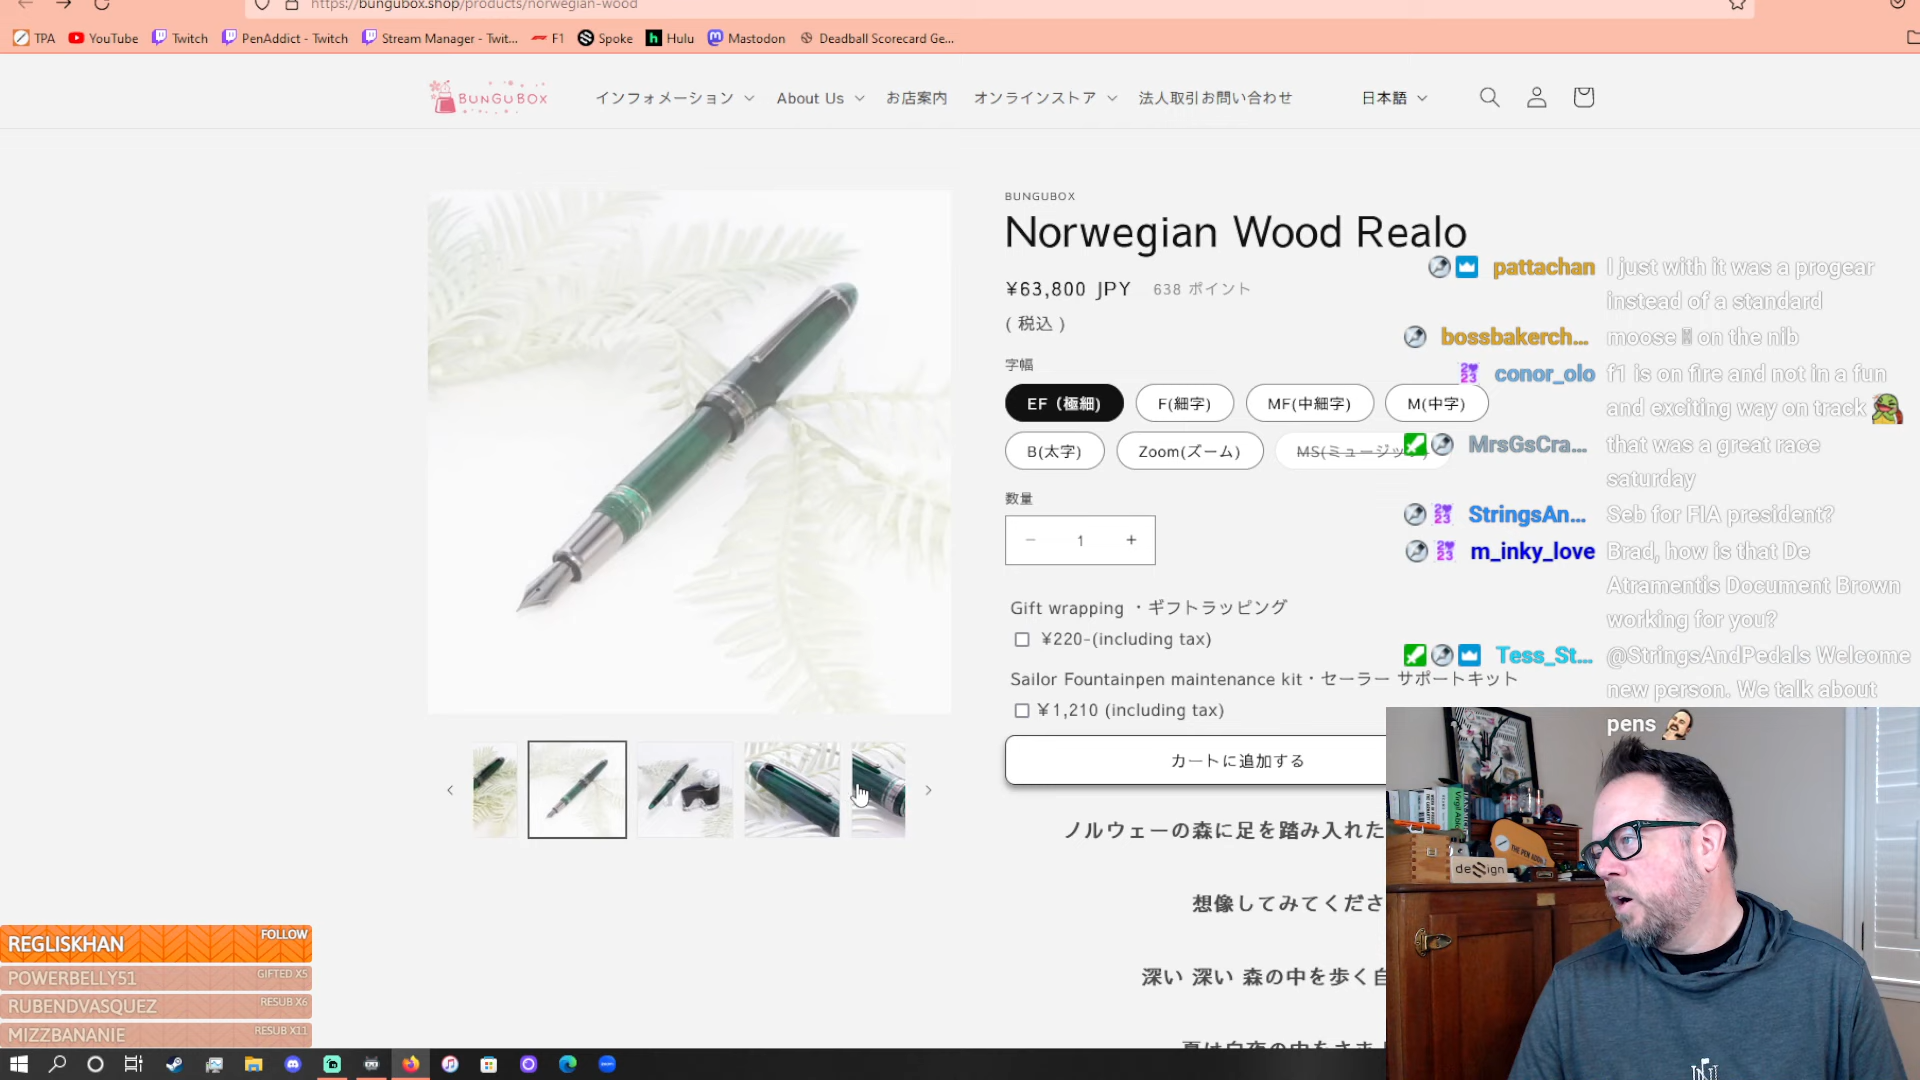 https://bungubox.shop/products/norwegian-wood
TPA YouTube Twitch PenAddict - Twitch Stream Manager - Twit... F1 Spoke Hulu Mastodon Deadball Scorecard Ge...
BUNGUBOX インフォメーション About Us お店案内 オンラインストア 法人取引お問い合わせ 日本語
BUNGUBOX
Norwegian Wood Realo
¥63,800 JPY 638 ポイント
( 税込 )
字幅
EF (極細) F(細字) MF(中細字) M(中字)
B(太字) Zoom(ズーム)
数量
− 1 +
Gift wrapping ・ギフトラッピング
¥220-(including tax)
Sailor Fountainpen maintenance kit・セーラー サポートキット
¥1,210 (including tax)
カートに追加する
ノルウェーの森に足を踏み入れた
想像してみてくださ
深い 深い 森の中を歩く自
pattachan I just with it was a progear
instead of a standard
bossbakerch... moose on the nib
conor_olo f1 is on fire and not in a fun
and exciting way on track
MrsGsCra... that was a great race
saturday
StringsAn... Seb for FIA president?
m_inky_love Brad, how is that De
Atramentis Document Brown
working for you?
Tess_St... @StringsAndPedals Welcome
new person. We talk about
pens
THE PEN ADDICT
design
REGLISKHAN FOLLOW
POWERBELLY51 GIFTED X5
RUBENDVASQUEZ RESUB X6
MIZZBANANIE RESUB X11